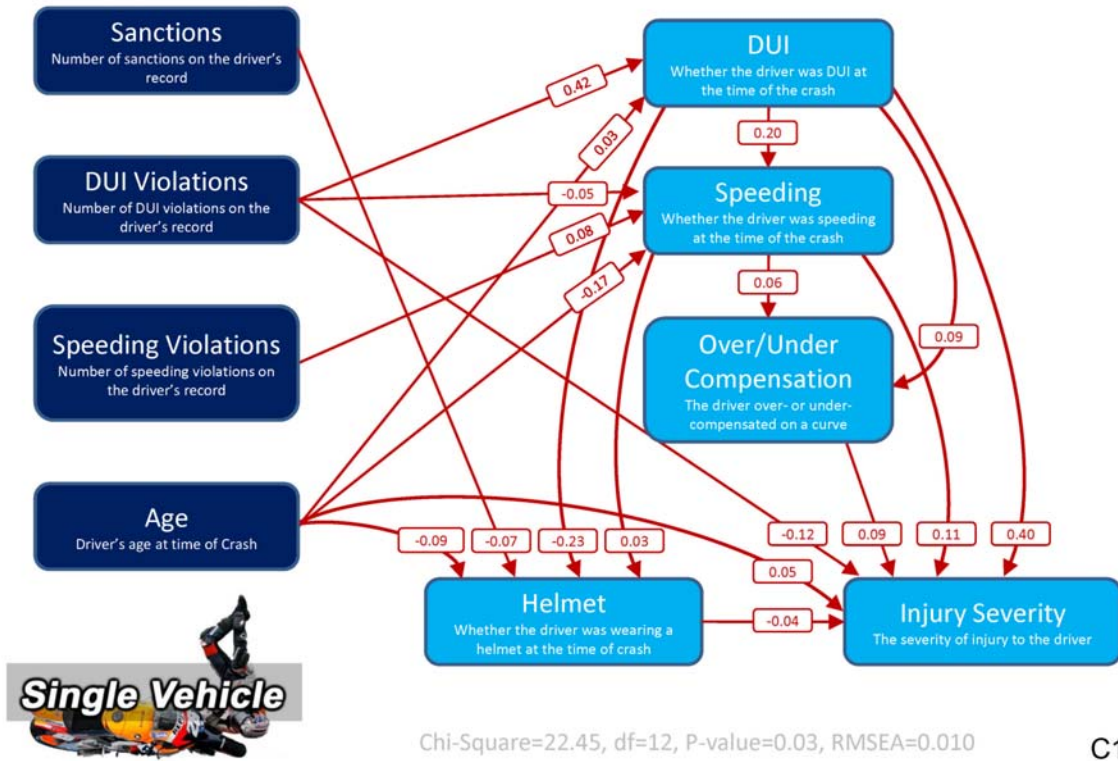 Sanctions
Number of sanctions on the driver's
record
DUI
Whether the driver was DUI at
the time of the crash
0.42
0.03
0.20
DUI Violations
Number of DUI violations on the
driver's record
-0.05
Speeding
Whether the driver was speeding
at the time of the crash
0.08
-0.17
0.06
Speeding Violations
Number of speeding violations on
the driver's record
Over/Under
Compensation
The driver over- or under-
compensated on a curve
0.09
Age
Driver's age at time of Crash
-0.09
-0.07
-0.23
0.03
-0.12
0.09
0.11
0.40
0.05
Helmet
Whether the driver was wearing a
helmet at the time of crash
-0.04
Injury Severity
The severity of injury to the driver
Single Vehicle
Chi-Square=22.45, df=12, P-value=0.03, RMSEA=0.010